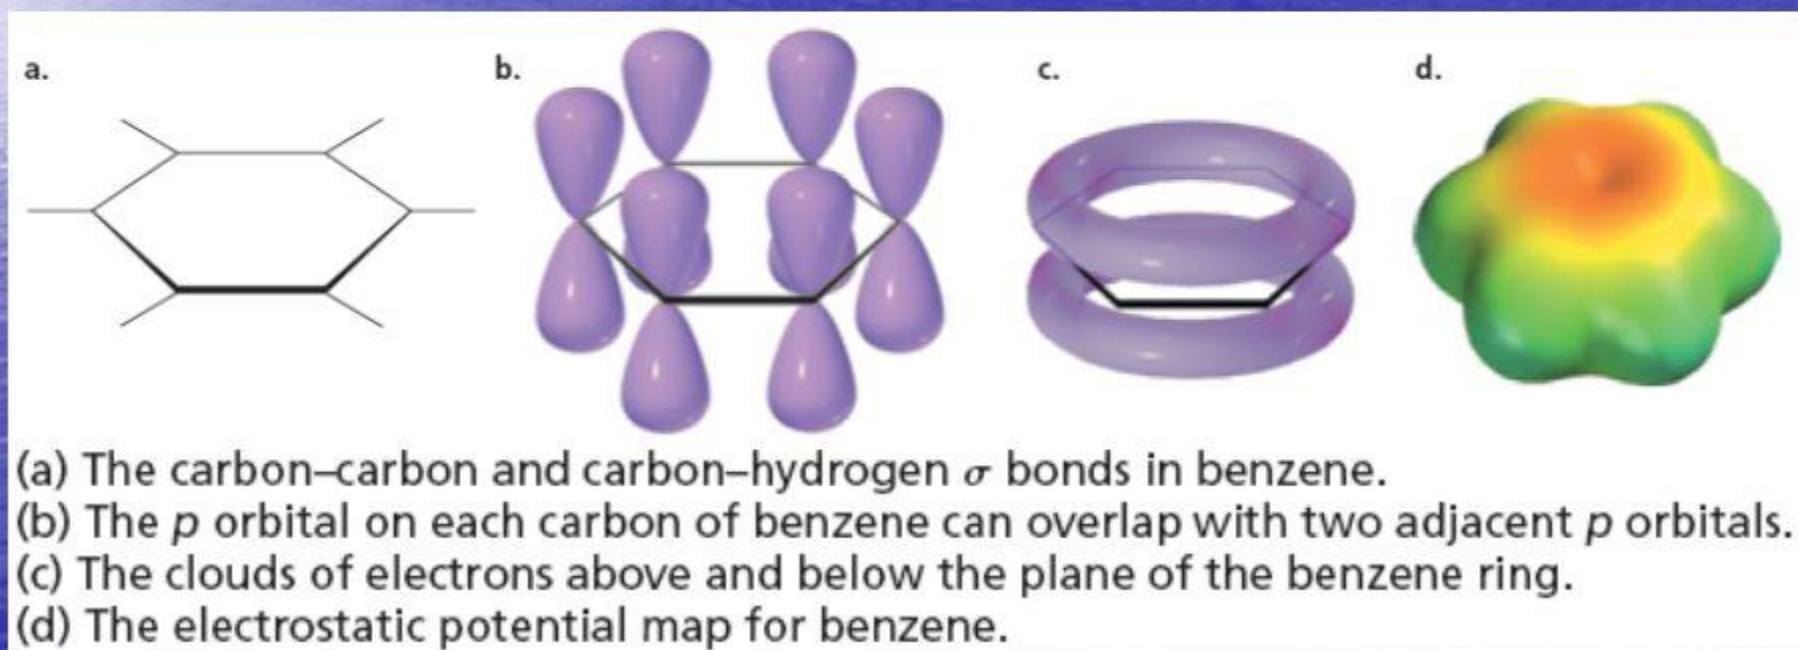 a. b. c. d.
(a) The carbon–carbon and carbon–hydrogen σ bonds in benzene.
(b) The p orbital on each carbon of benzene can overlap with two adjacent p orbitals.
(c) The clouds of electrons above and below the plane of the benzene ring.
(d) The electrostatic potential map for benzene.